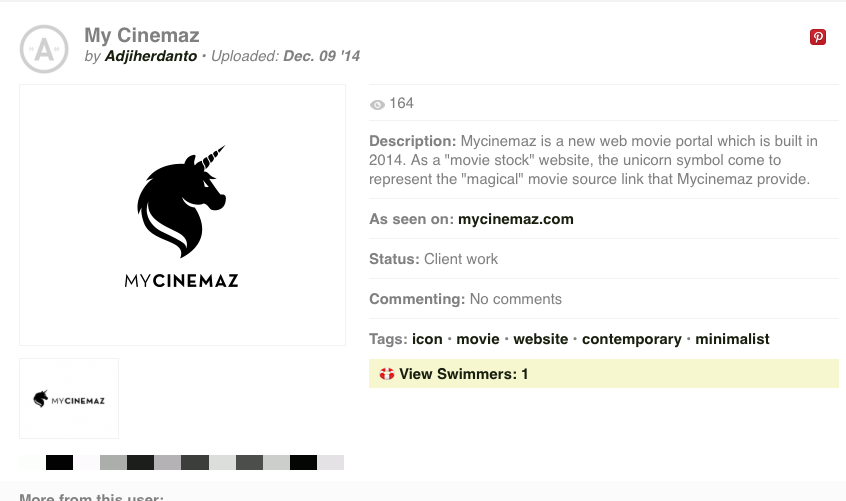 My Cinemaz
by Adjiherdanto • Uploaded: Dec. 09 '14
A
164
Description: Mycinemaz is a new web movie portal which is built in
2014. As a "movie stock" website, the unicorn symbol come to
represent the "magical" movie source link that Mycinemaz provide.
As seen on: mycinemaz.com
Status: Client work
Commenting: No comments
Tags: icon • movie • website • contemporary • minimalist
View Swimmers: 1
MYCINEMAZ
MYCINEMAZ
More from this user: